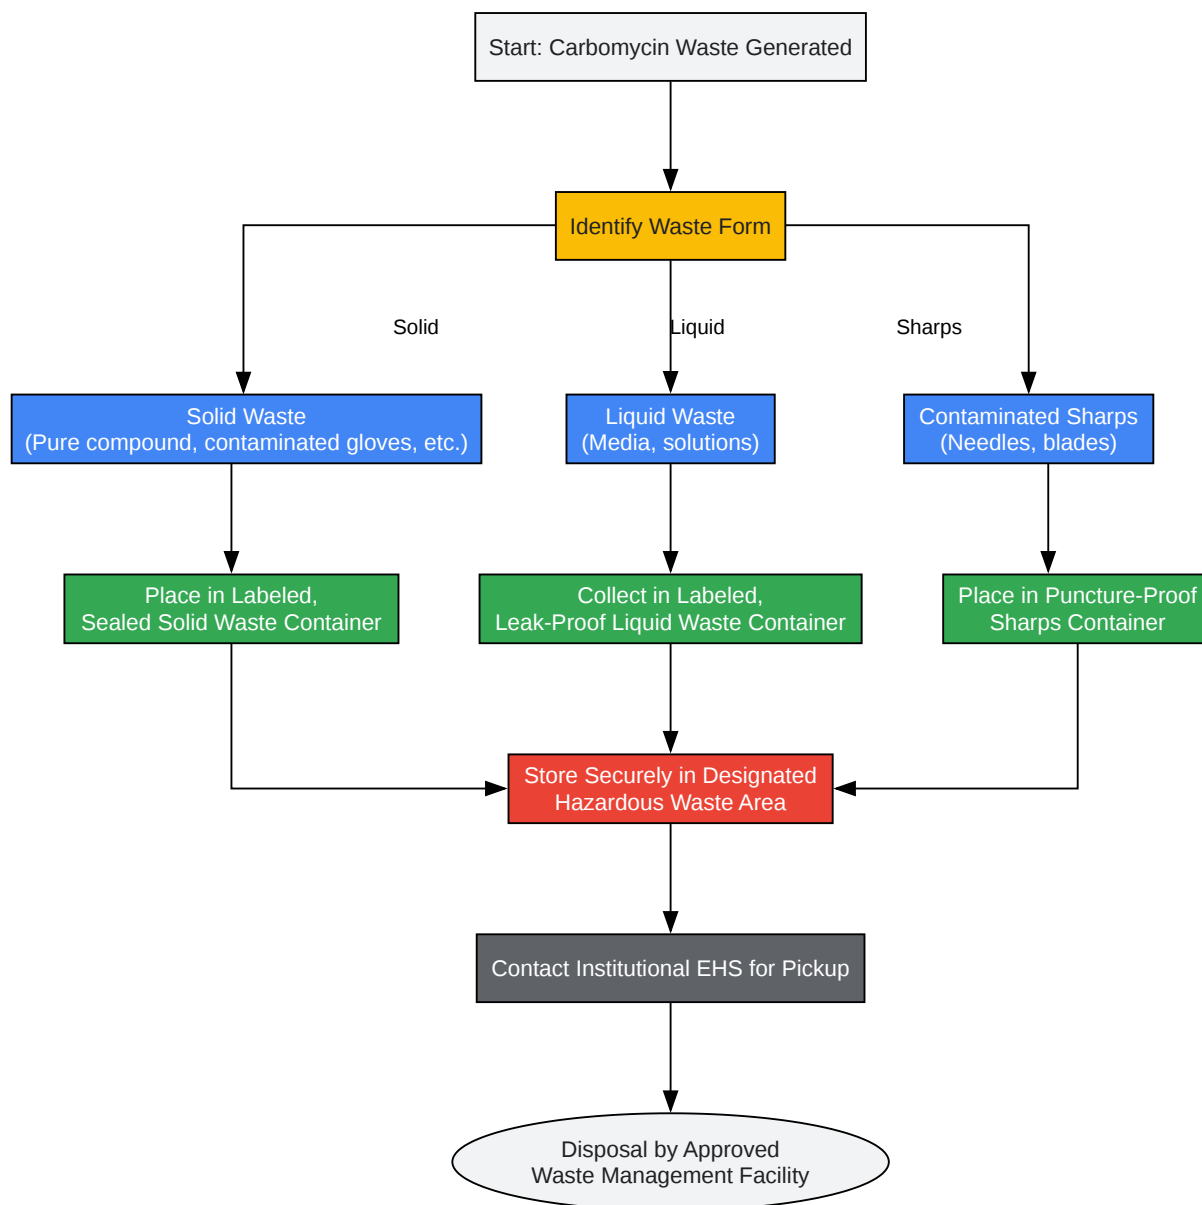 Start: Carbomycin Waste Generated
Identify Waste Form
Solid
Liquid
Sharps
Solid Waste
(Pure compound, contaminated gloves, etc.)
Liquid Waste
(Media, solutions)
Contaminated Sharps
(Needles, blades)
Place in Labeled,
Sealed Solid Waste Container
Collect in Labeled,
Leak-Proof Liquid Waste Container
Place in Puncture-Proof
Sharps Container
Store Securely in Designated
Hazardous Waste Area
Contact Institutional EHS for Pickup
Disposal by Approved
Waste Management Facility